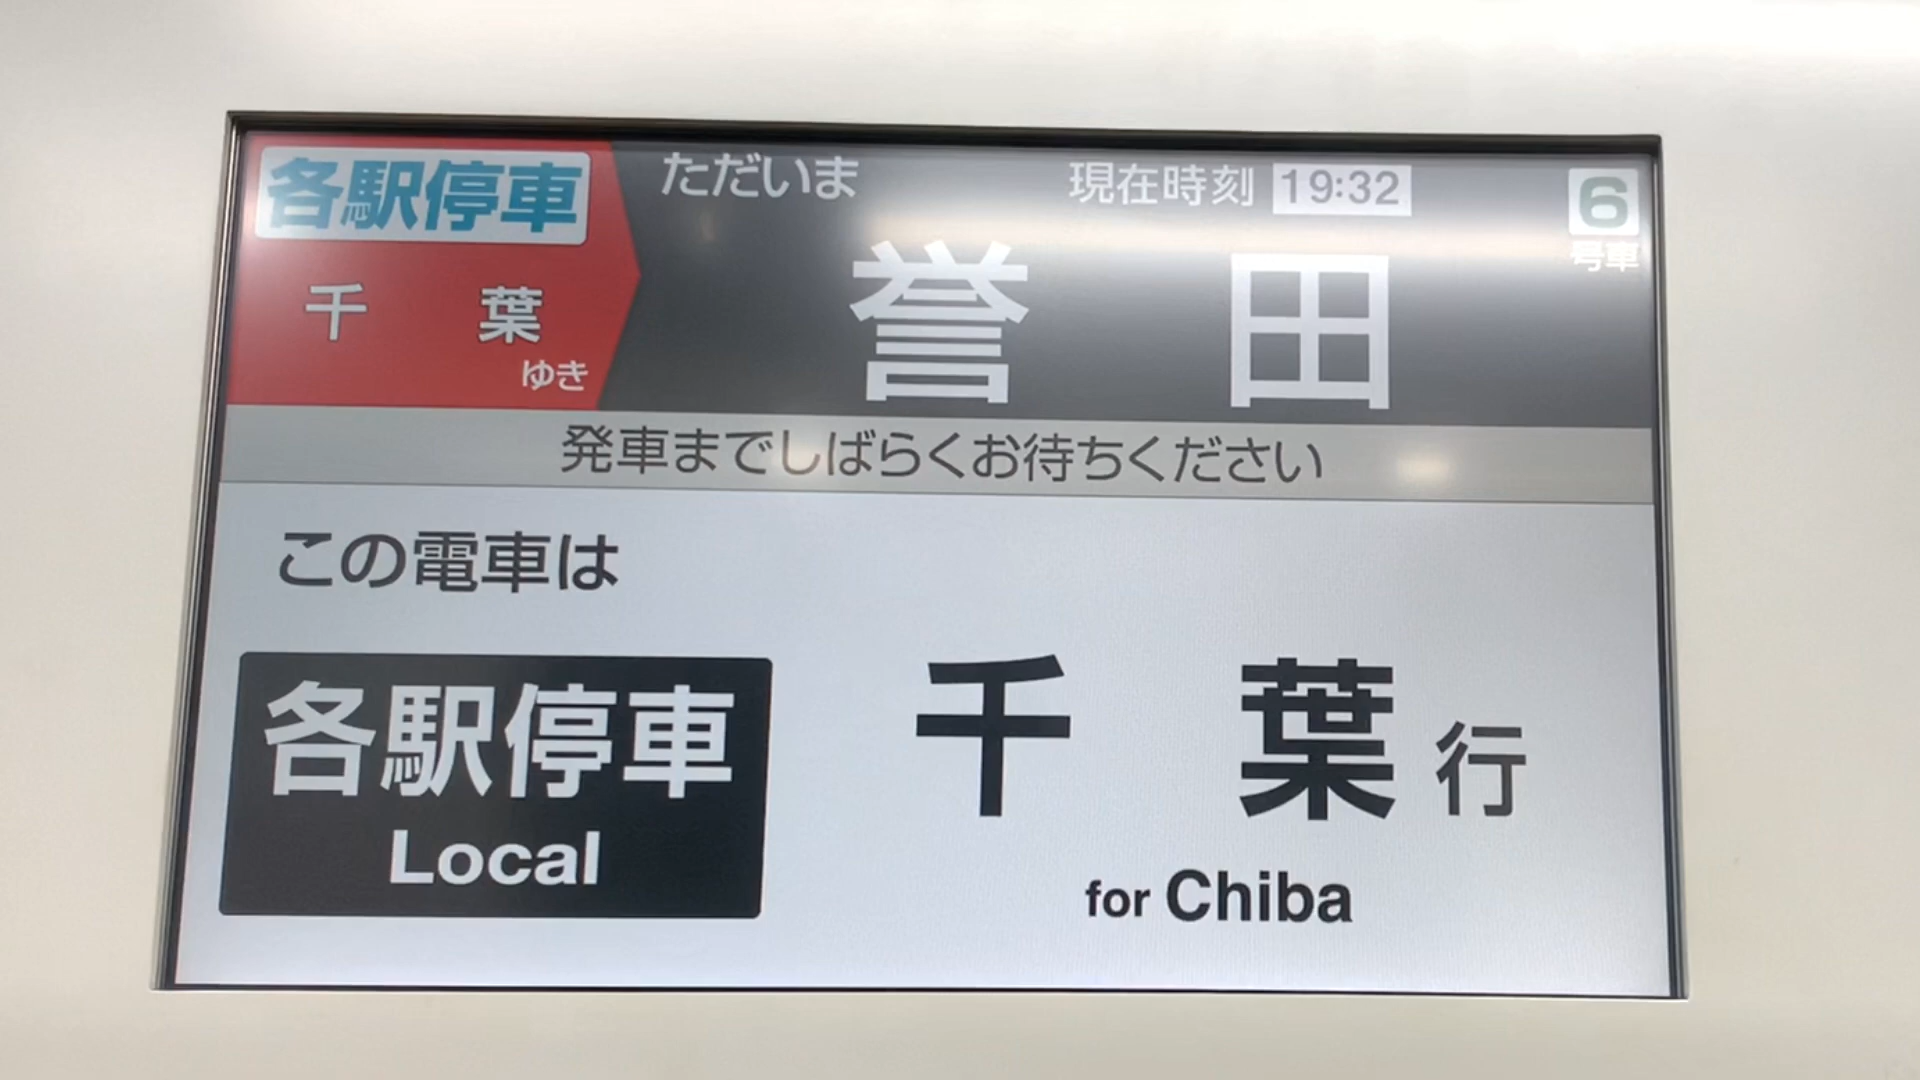 各駅停車
千葉
ゆき
ただいま
現在時刻 19:32
6
号車
誉田
発車までしばらくお待ちください
この電車は
各駅停車
Local
千葉行
for Chiba